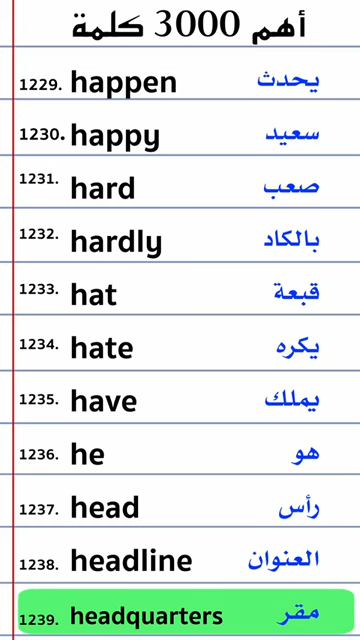 أهم 3000 كلمة
1229. happen يحدث
1230. happy سعيد
1231. hard صعب
1232. hardly بالكاد
1233. hat قبعة
1234. hate يكره
1235. have يملك
1236. he هو
1237. head رأس
1238. headline العنوان
1239. headquarters مقر